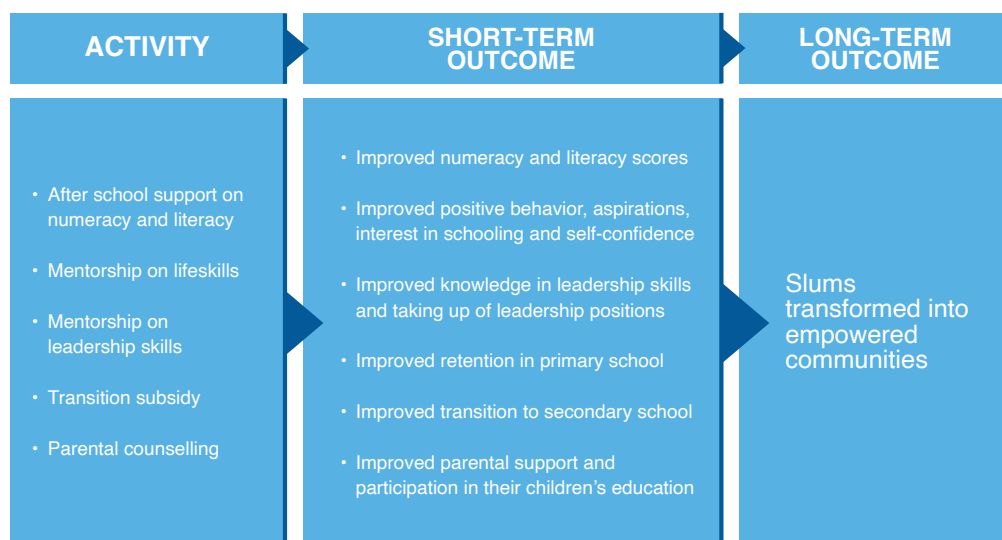 ACTIVITY
SHORT-TERM
OUTCOME
LONG-TERM
OUTCOME
• After school support on
numeracy and literacy
• Mentorship on lifeskills
• Mentorship on
leadership skills
• Transition subsidy
• Parental counselling
• Improved numeracy and literacy scores
• Improved positive behavior, aspirations,
interest in schooling and self-confidence
• Improved knowledge in leadership skills
and taking up of leadership positions
• Improved retention in primary school
• Improved transition to secondary school
• Improved parental support and
participation in their children’s education
Slums
transformed into
empowered
communities